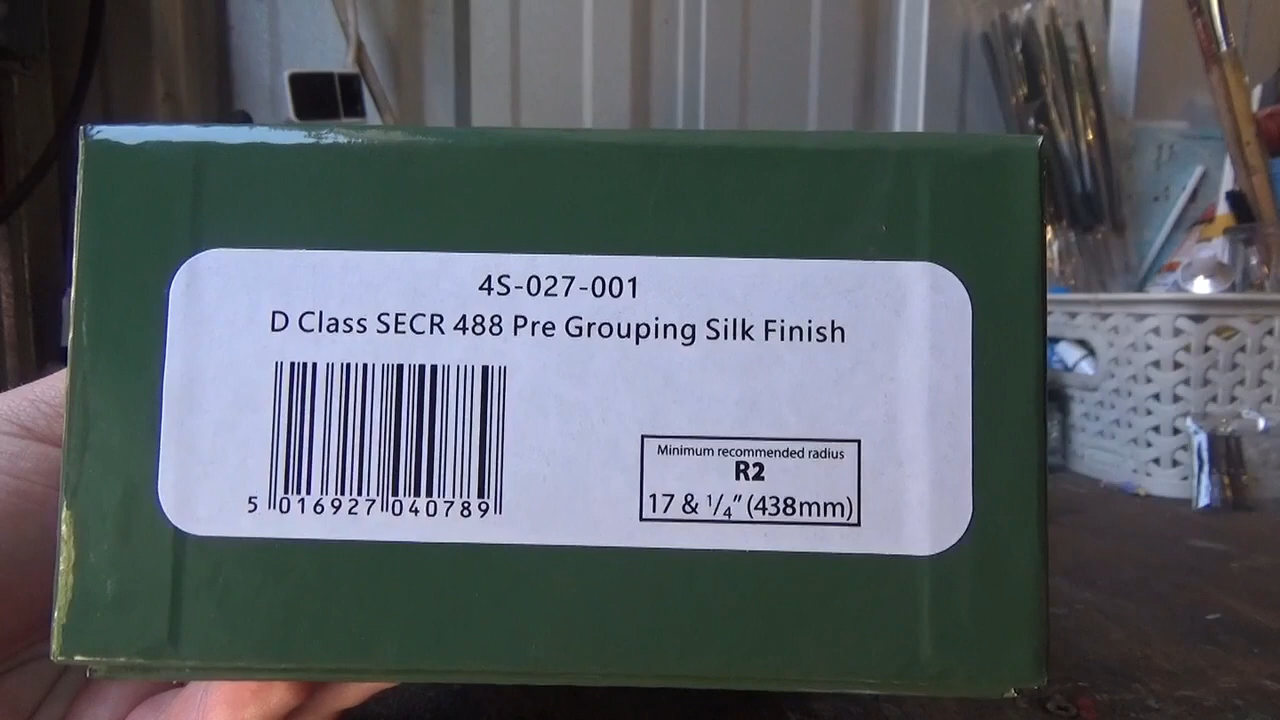 4S-027-001
D Class SECR 488 Pre Grouping Silk Finish
5 016927 040789
Minimum recommended radius
R2
17 & 1/4" (438mm)